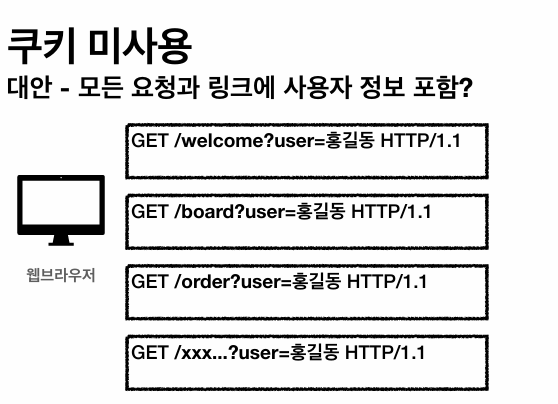 쿠키 미사용
대안 - 모든 요청과 링크에 사용자 정보 포함?
GET /welcome?user=홍길동 HTTP/1.1
GET /board?user=홍길동 HTTP/1.1
웹브라우저
GET /order?user=홍길동 HTTP/1.1
GET /xxx...?user=홍길동 HTTP/1.1